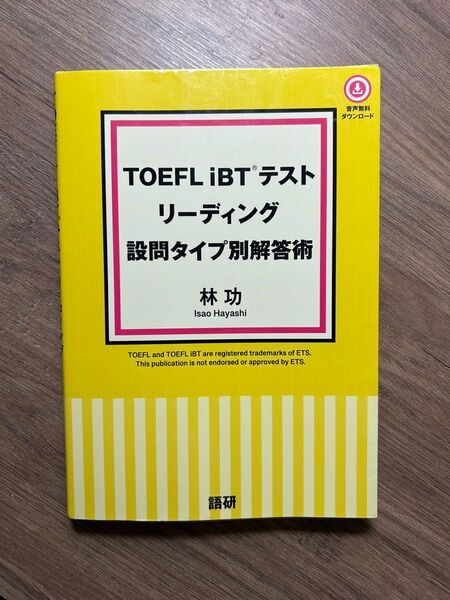 音声無料
ダウンロード
TOEFL iBT®テスト
リーディング
設問タイプ別解答術
林 功
Isao Hayashi
TOEFL and TOEFL iBT are registered trademarks of ETS.
This publication is not endorsed or approved by ETS.
語研